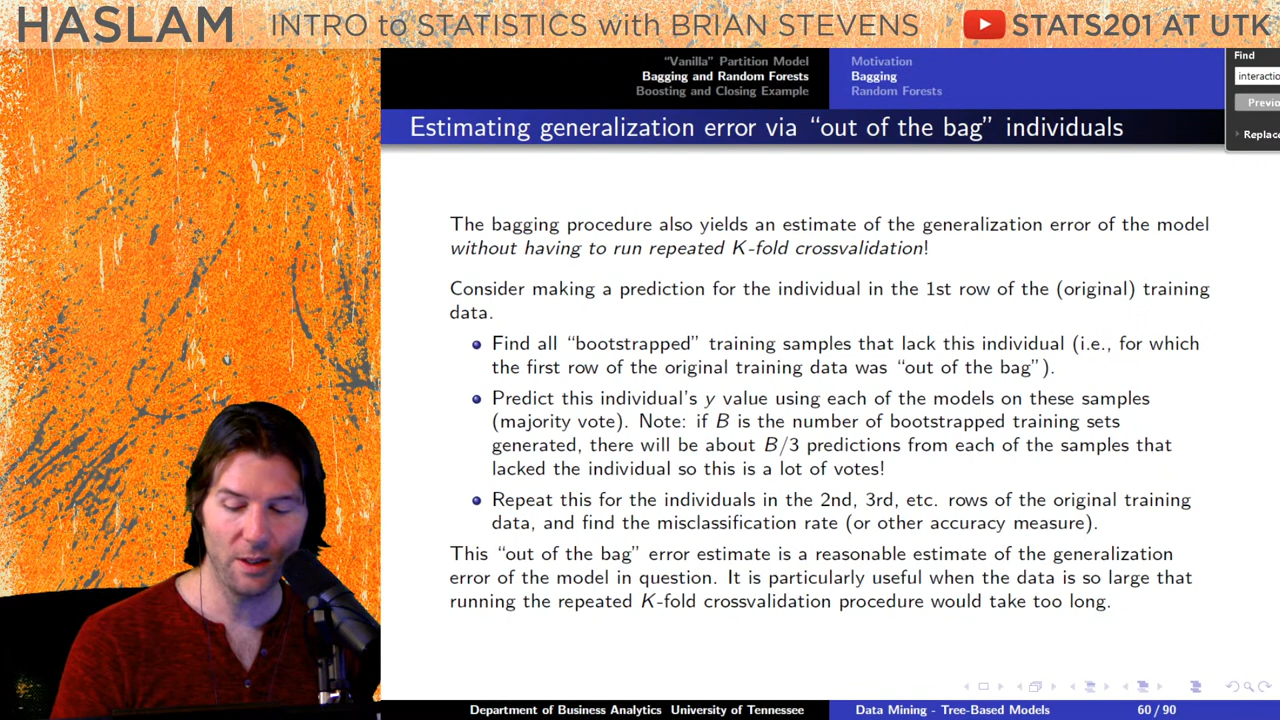 HASLAM INTRO to STATISTICS with BRIAN STEVENS STATS201 AT UTK
"Vanilla" Partition Model
Bagging and Random Forests
Boosting and Closing Example
Motivation
Bagging
Random Forests
Find
interactio
Previo
Replace
Estimating generalization error via "out of the bag" individuals
The bagging procedure also yields an estimate of the generalization error of the model
without having to run repeated K-fold crossvalidation!
Consider making a prediction for the individual in the 1st row of the (original) training
data.
Find all "bootstrapped" training samples that lack this individual (i.e., for which
the first row of the original training data was "out of the bag").
Predict this individual's y value using each of the models on these samples
(majority vote). Note: if B is the number of bootstrapped training sets
generated, there will be about B/3 predictions from each of the samples that
lacked the individual so this is a lot of votes!
Repeat this for the individuals in the 2nd, 3rd, etc. rows of the original training
data, and find the misclassification rate (or other accuracy measure).
This "out of the bag" error estimate is a reasonable estimate of the generalization
error of the model in question. It is particularly useful when the data is so large that
running the repeated K-fold crossvalidation procedure would take too long.
Department of Business Analytics University of Tennessee Data Mining - Tree-Based Models 60 / 90